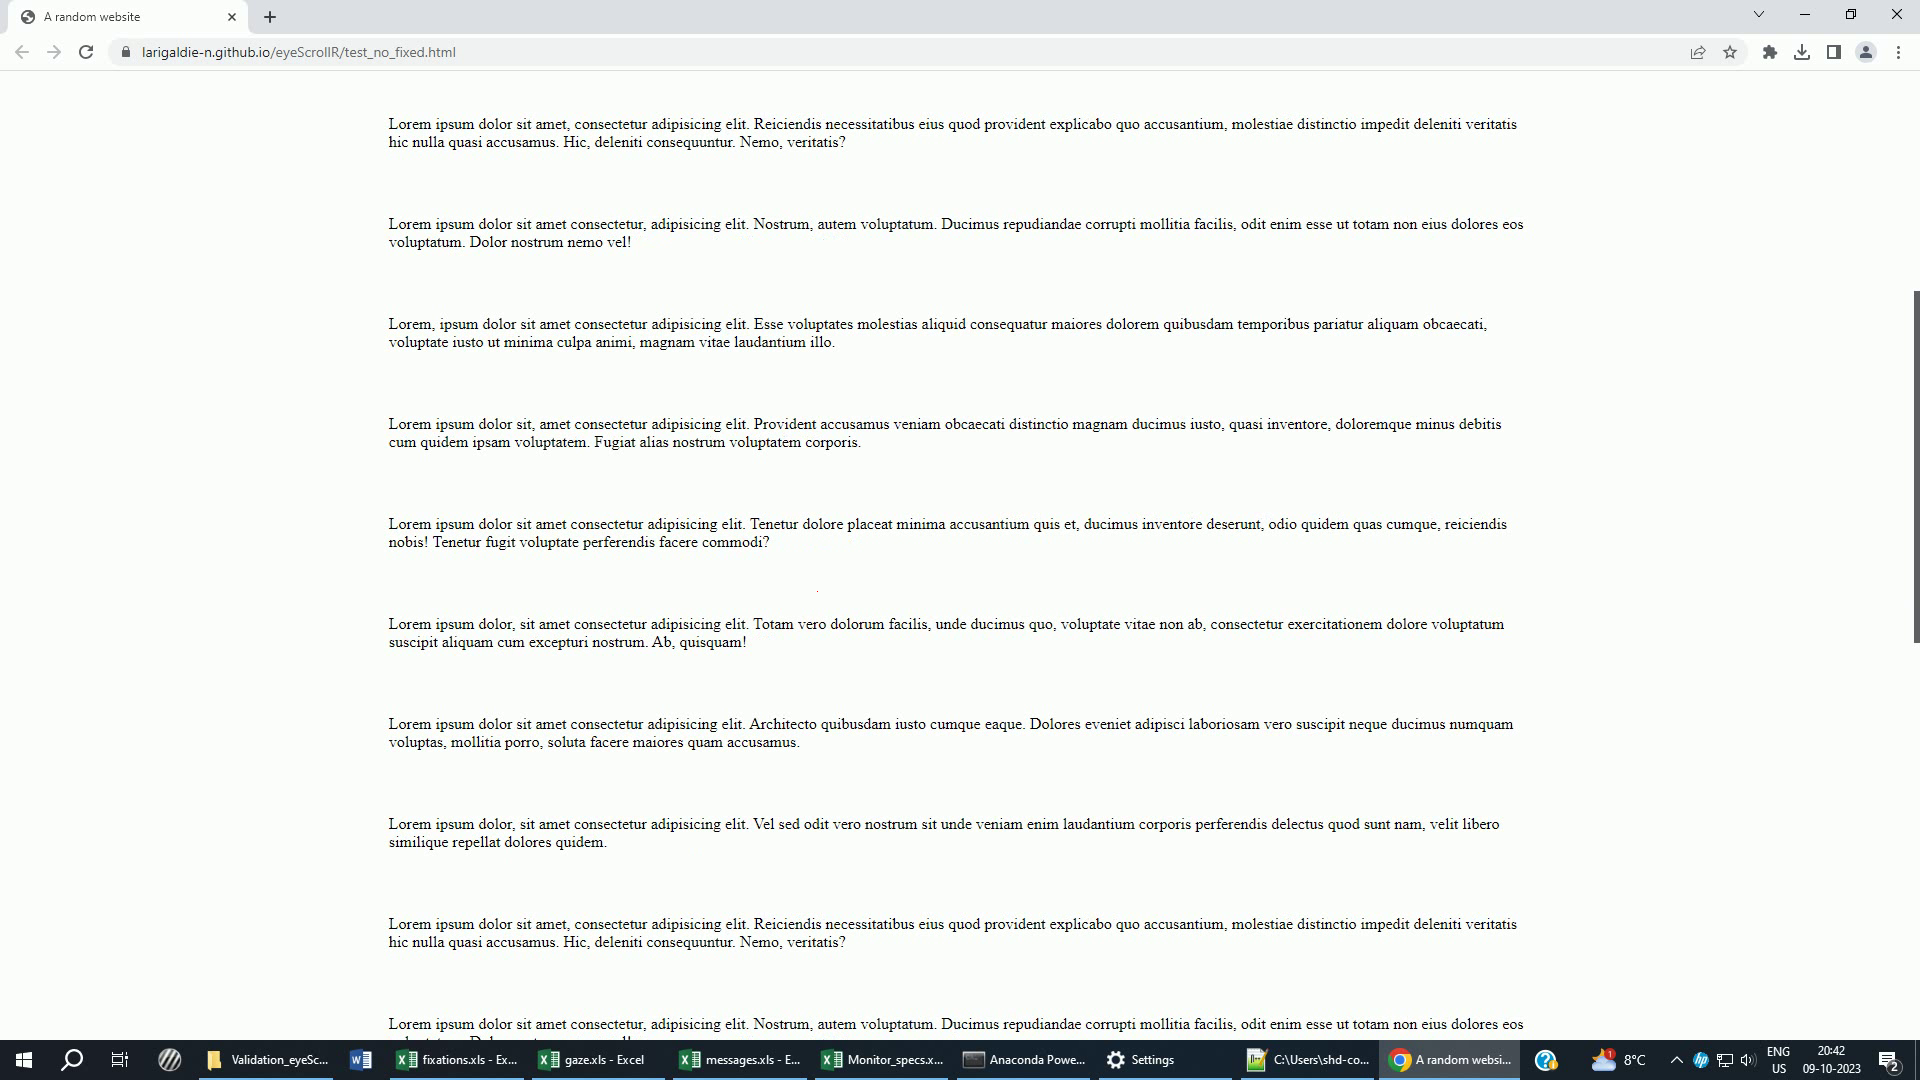 A random website
larigaldie-n.github.io/eyeScrollR/test_no_fixed.html
Lorem ipsum dolor sit amet, consectetur adipisicing elit. Reiciendis necessitatibus eius quod provident explicabo quo accusantium, molestiae distinctio impedit deleniti veritatis
hic nulla quasi accusamus. Hic, deleniti consequuntur. Nemo, veritatis?
Lorem ipsum dolor sit amet consectetur, adipisicing elit. Nostrum, autem voluptatum. Ducimus repudiandae corrupti mollitia facilis, odit enim esse ut totam non eius dolores eos
voluptatum. Dolor nostrum nemo vel!
Lorem, ipsum dolor sit amet consectetur adipisicing elit. Esse voluptates molestias aliquid consequatur maiores dolorem quibusdam temporibus pariatur aliquam obcaecati,
voluptate iusto ut minima culpa animi, magnam vitae laudantium illo.
Lorem ipsum dolor sit, amet consectetur adipisicing elit. Provident accusamus veniam obcaecati distinctio magnam ducimus iusto, quasi inventore, doloremque minus debitis
cum quidem ipsam voluptatem. Fugiat alias nostrum voluptatem corporis.
Lorem ipsum dolor sit amet consectetur adipisicing elit. Tenetur dolore placeat minima accusantium quis et, ducimus inventore deserunt, odio quidem quas cumque, reiciendis
nobis! Tenetur fugit voluptate perferendis facere commodi?
Lorem ipsum dolor, sit amet consectetur adipisicing elit. Totam vero dolorum facilis, unde ducimus quo, voluptate vitae non ab, consectetur exercitationem dolore voluptatum
suscipit aliquam cum excepturi nostrum. Ab, quisquam!
Lorem ipsum dolor sit amet consectetur adipisicing elit. Architecto quibusdam iusto cumque eaque. Dolores eveniet adipisci laboriosam vero suscipit neque ducimus numquam
voluptas, mollitia porro, soluta facere maiores quam accusamus.
Lorem ipsum dolor, sit amet consectetur adipisicing elit. Vel sed odit vero nostrum sit unde veniam enim laudantium corporis perferendis delectus quod sunt nam, velit libero
similique repellat dolores quidem.
Lorem ipsum dolor sit amet, consectetur adipisicing elit. Reiciendis necessitatibus eius quod provident explicabo quo accusantium, molestiae distinctio impedit deleniti veritatis
hic nulla quasi accusamus. Hic, deleniti consequuntur. Nemo, veritatis?
Lorem ipsum dolor sit amet consectetur, adipisicing elit. Nostrum, autem voluptatum. Ducimus repudiandae corrupti mollitia facilis, odit enim esse ut totam non eius dolores eos
Validation_eyeSc... fixations.xls - Ex... gaze.xls - Excel messages.xls - E... Monitor_specs.x... Anaconda Powe... Settings C:\Users\shd-co... A random websi... 1 8°C ENG 20:42
US 09-10-2023 2